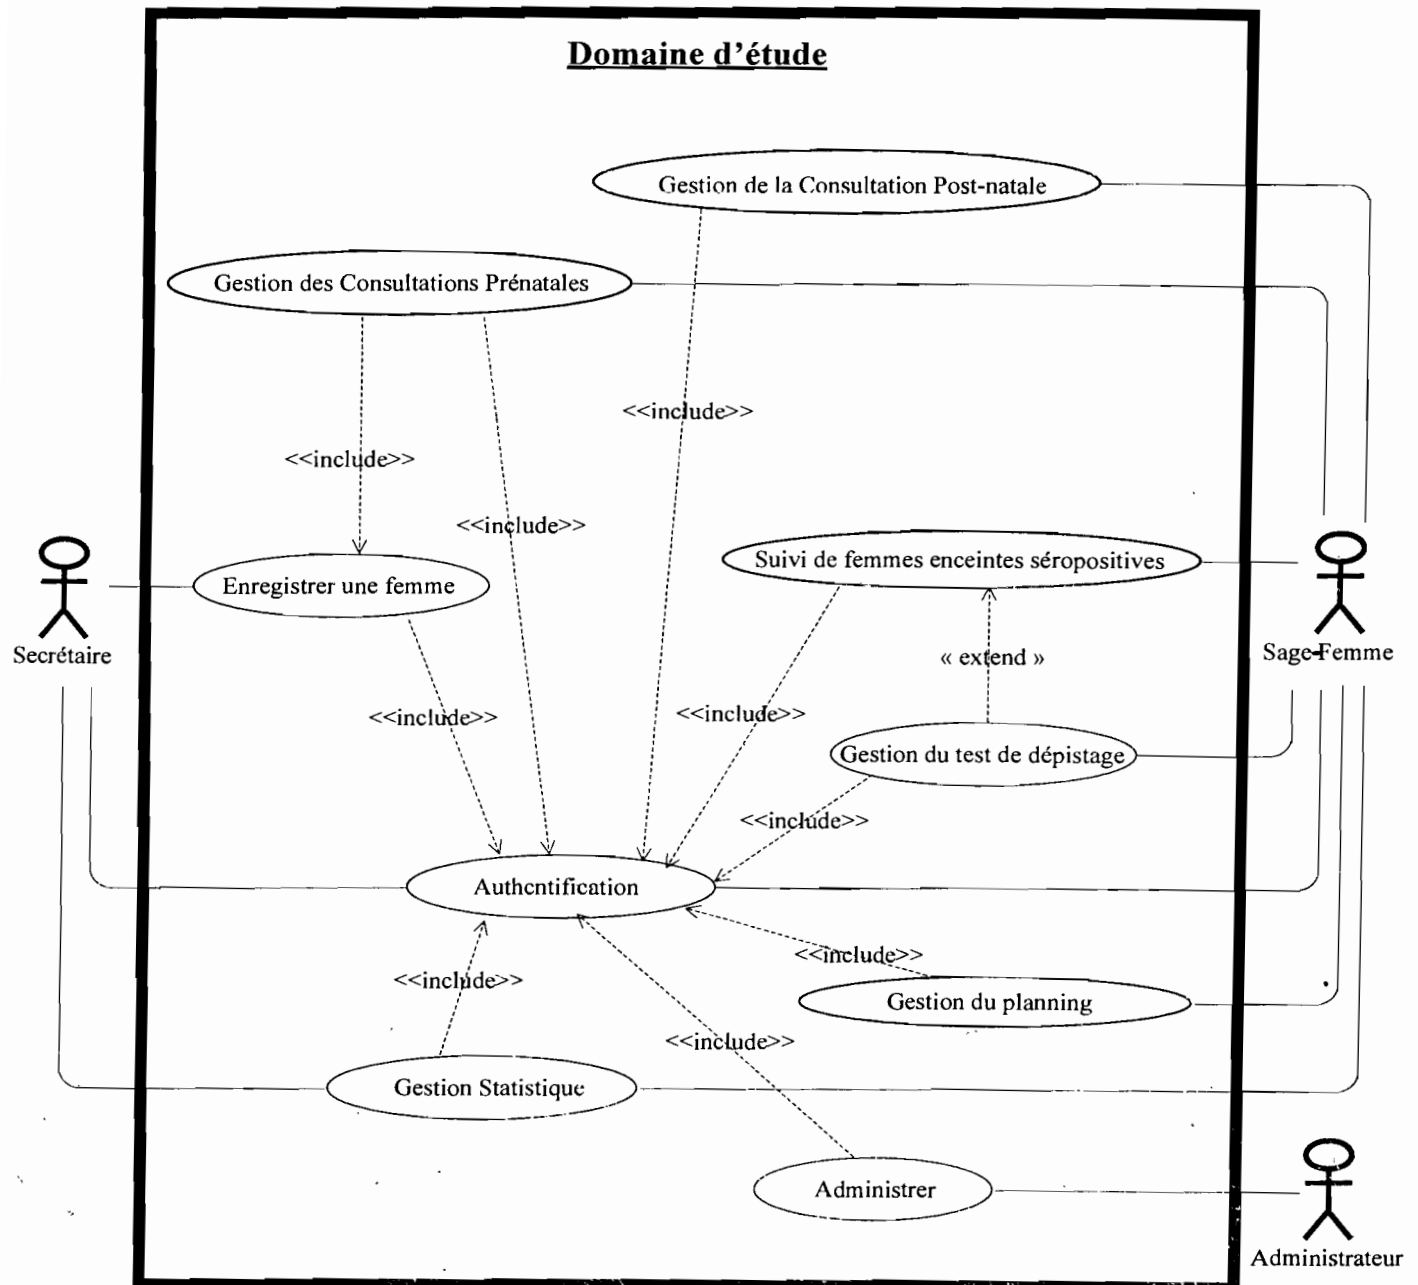 Domaine d'étude
Gestion de la Consultation Post-natale
Gestion des Consultations Prénatales
<<include>>
<<include>>
<<include>>
Suivi de femmes enceintes séropositives
Enregistrer une femme
Secrétaire
Sage-Femme
« extend »
<<include>>
<<include>>
Gestion du test de dépistage
<<include>>
Authentification
<<include>>
<<include>>
Gestion du planning
<<include>>
Gestion Statistique
Administrer
Administrateur